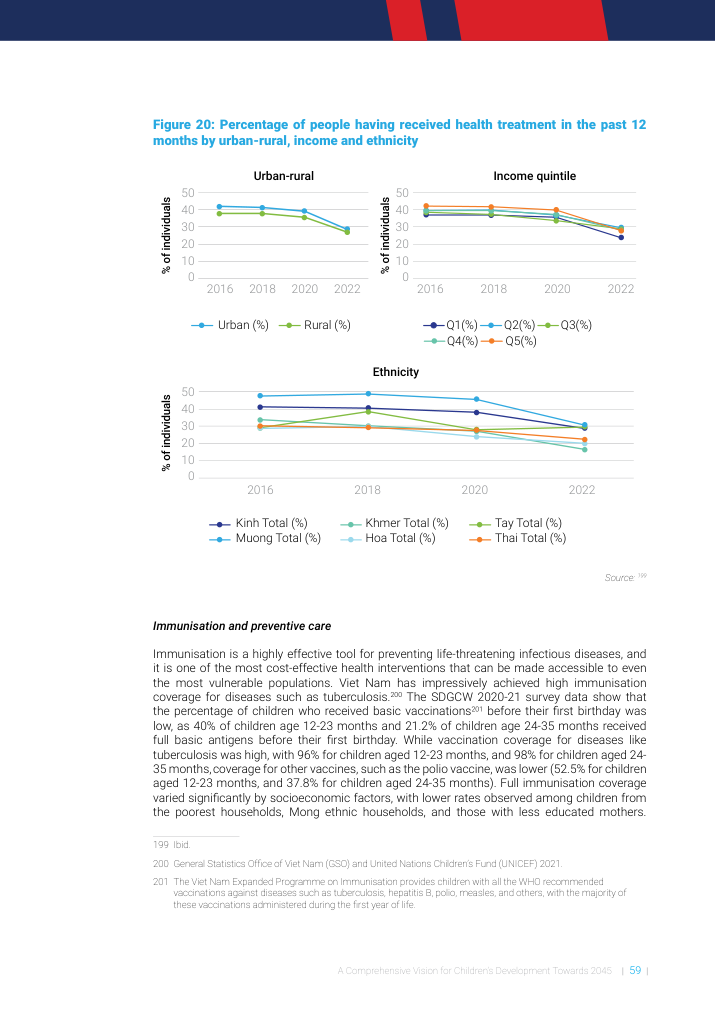 Figure 20: Percentage of people having received health treatment in the past 12
months by urban-rural, income and ethnicity
Urban-rural
% of individuals
50
40
30
20
10
0
2016 2018 2020 2022
Urban (%) Rural (%)
Income quintile
% of individuals
50
40
30
20
10
0
2016 2018 2020 2022
Q1(%) Q2(%) Q3(%)
Q4(%) Q5(%)
Ethnicity
% of individuals
50
40
30
20
10
0
2016 2018 2020 2022
Kinh Total (%) Khmer Total (%) Tay Total (%)
Muong Total (%) Hoa Total (%) Thai Total (%)
Source: 199
Immunisation and preventive care
Immunisation is a highly effective tool for preventing life-threatening infectious diseases, and
it is one of the most cost-effective health interventions that can be made accessible to even
the most vulnerable populations. Viet Nam has impressively achieved high immunisation
coverage for diseases such as tuberculosis.200 The SDGCW 2020-21 survey data show that
the percentage of children who received basic vaccinations201 before their first birthday was
low, as 40% of children age 12-23 months and 21.2% of children age 24-35 months received
full basic antigens before their first birthday. While vaccination coverage for diseases like
tuberculosis was high, with 96% for children aged 12-23 months, and 98% for children aged 24-
35 months, coverage for other vaccines, such as the polio vaccine, was lower (52.5% for children
aged 12-23 months, and 37.8% for children aged 24-35 months). Full immunisation coverage
varied significantly by socioeconomic factors, with lower rates observed among children from
the poorest households, Mong ethnic households, and those with less educated mothers.
199 Ibid.
200 General Statistics Office of Viet Nam (GSO) and United Nations Children's Fund (UNICEF) 2021.
201 The Viet Nam Expanded Programme on Immunisation provides children with all the WHO recommended
vaccinations against diseases such as tuberculosis, hepatitis B, polio, measles, and others, with the majority of
these vaccinations administered during the first year of life.
A Comprehensive Vision for Children's Development Towards 2045 | 59 |